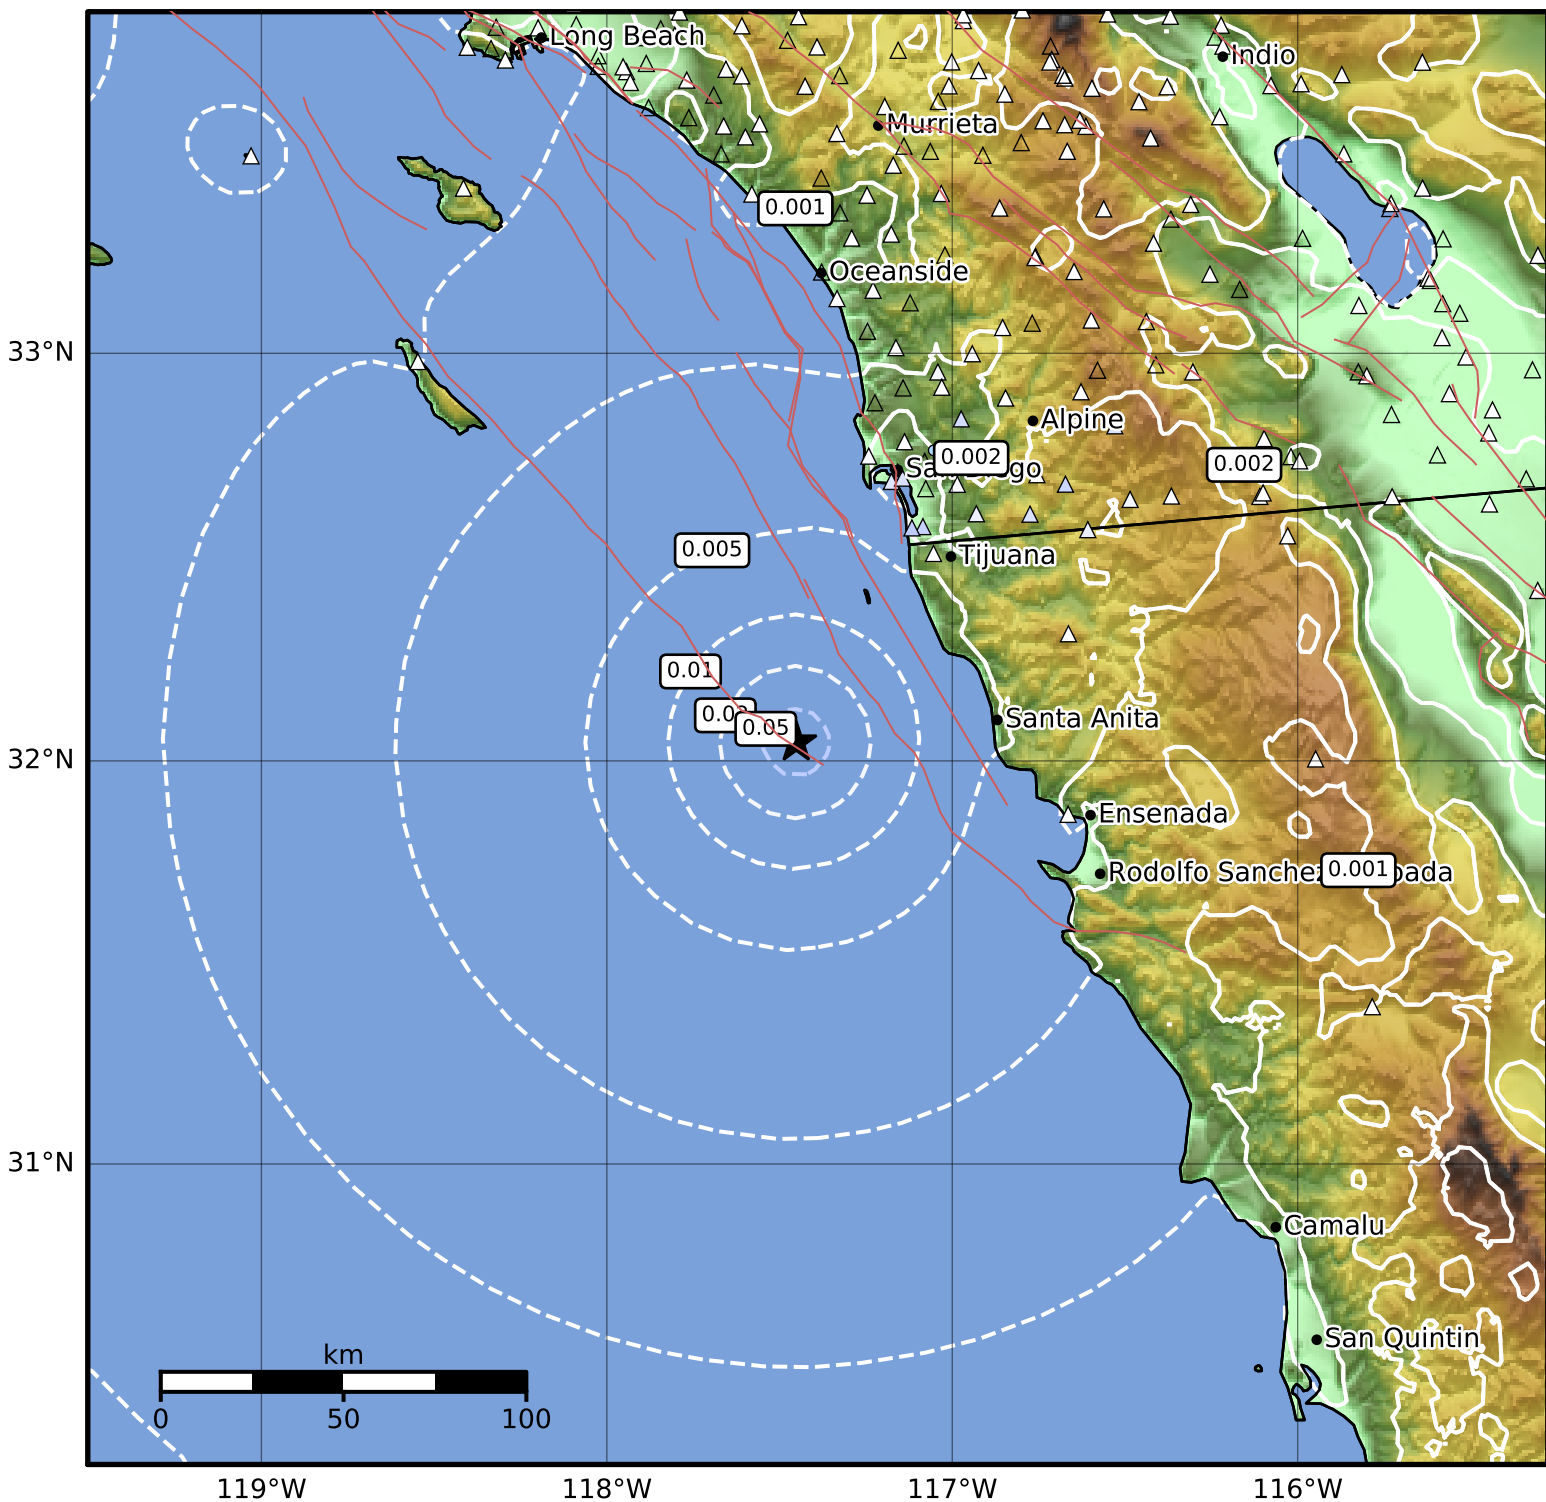 Long Beach
Indio
Murrieta
0.001
Oceanside
33°N
Alpine
0.002
0.002
0.005
Tijuana
0.01
0.05
Santa Anita
32°N
Ensenada
Rodolfo Sanchez
0.001
31°N
Camalu
San Quintin
km
0
50
100
119°W
118°W
117°W
116°W